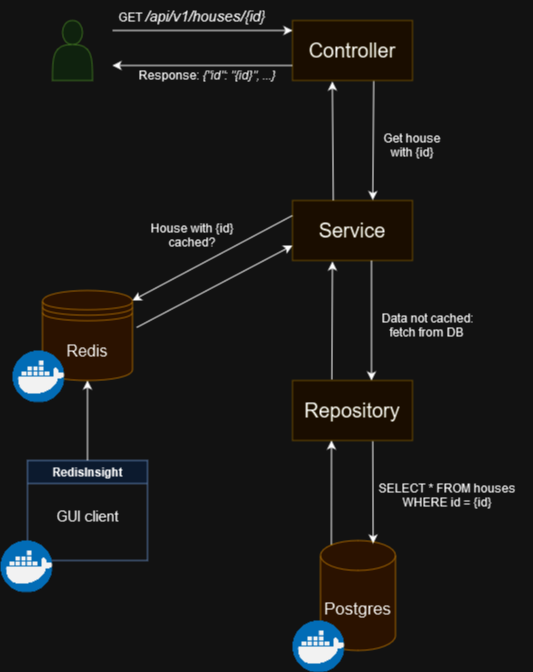 GET /api/v1/houses/{id}
Controller
Response: {"id": "{id}", ...}
Get house
with {id}
House with {id}
cached?
Service
Data not cached:
fetch from DB
Redis
Repository
RedisInsight
GUI client
SELECT * FROM houses
WHERE id = {id}
Postgres